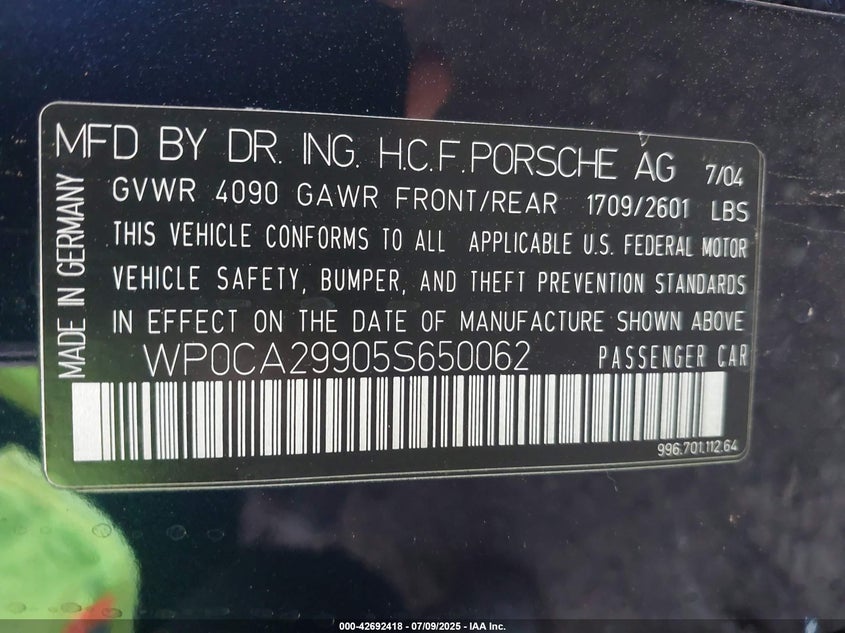 MFD BY DR. ING. H.C.F. PORSCHE AG 7/04
GVWR 4090 GAWR FRONT/REAR 1709/2601 LBS
THIS VEHICLE CONFORMS TO ALL APPLICABLE U.S. FEDERAL MOTOR
VEHICLE SAFETY, BUMPER, AND THEFT PREVENTION STANDARDS
IN EFFECT ON THE DATE OF MANUFACTURE SHOWN ABOVE
WP0CA29905S650062 PASSENGER CAR
MADE IN GERMANY
996.701.112.64
000-42692418 - 07/09/2025 - IAA Inc.